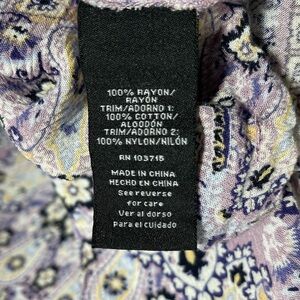 100% RAYON/
RAYÓN
TRIM/ADORNO 1:
100% COTTON/
ALGODÓN
TRIM/ADORNO 2:
100% NYLON/NILÓN
RN 103715
MADE IN CHINA
HECHO EN CHINA
See reverse
for care
Ver al dorso
para el cuidado